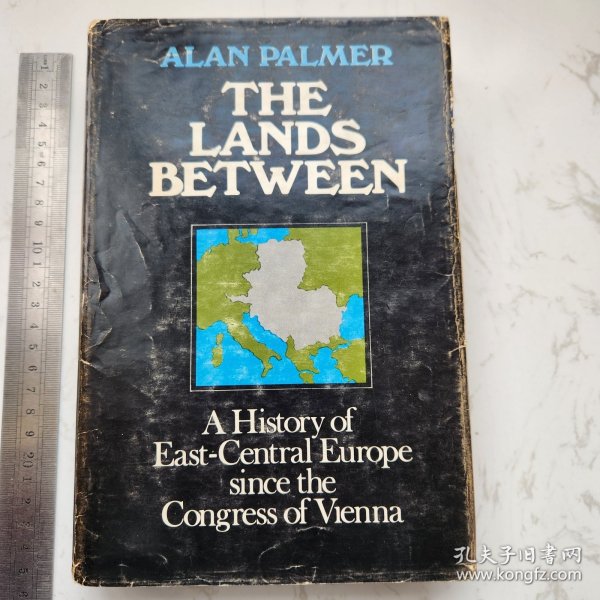 ALAN PALMER
THE
LANDS
BETWEEN
A History of
East-Central Europe
since the
Congress of Vienna
孔夫子旧书网
www.kongfz.com